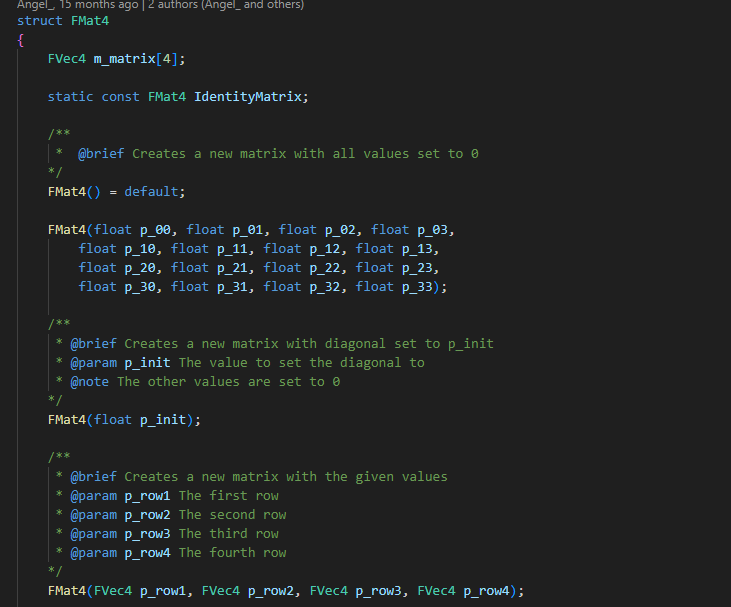 Angel_, 15 months ago | 2 authors (Angel_ and others)
struct FMat4
{
    FVec4 m_matrix[4];

    static const FMat4 IdentityMatrix;

    /**
     *  @brief Creates a new matrix with all values set to 0
    */
    FMat4() = default;

    FMat4(float p_00, float p_01, float p_02, float p_03,
        float p_10, float p_11, float p_12, float p_13,
        float p_20, float p_21, float p_22, float p_23,
        float p_30, float p_31, float p_32, float p_33);

    /**
     * @brief Creates a new matrix with diagonal set to p_init
     * @param p_init The value to set the diagonal to
     * @note The other values are set to 0
    */
    FMat4(float p_init);

    /**
     * @brief Creates a new matrix with the given values
     * @param p_row1 The first row
     * @param p_row2 The second row
     * @param p_row3 The third row
     * @param p_row4 The fourth row
    */
    FMat4(FVec4 p_row1, FVec4 p_row2, FVec4 p_row3, FVec4 p_row4);